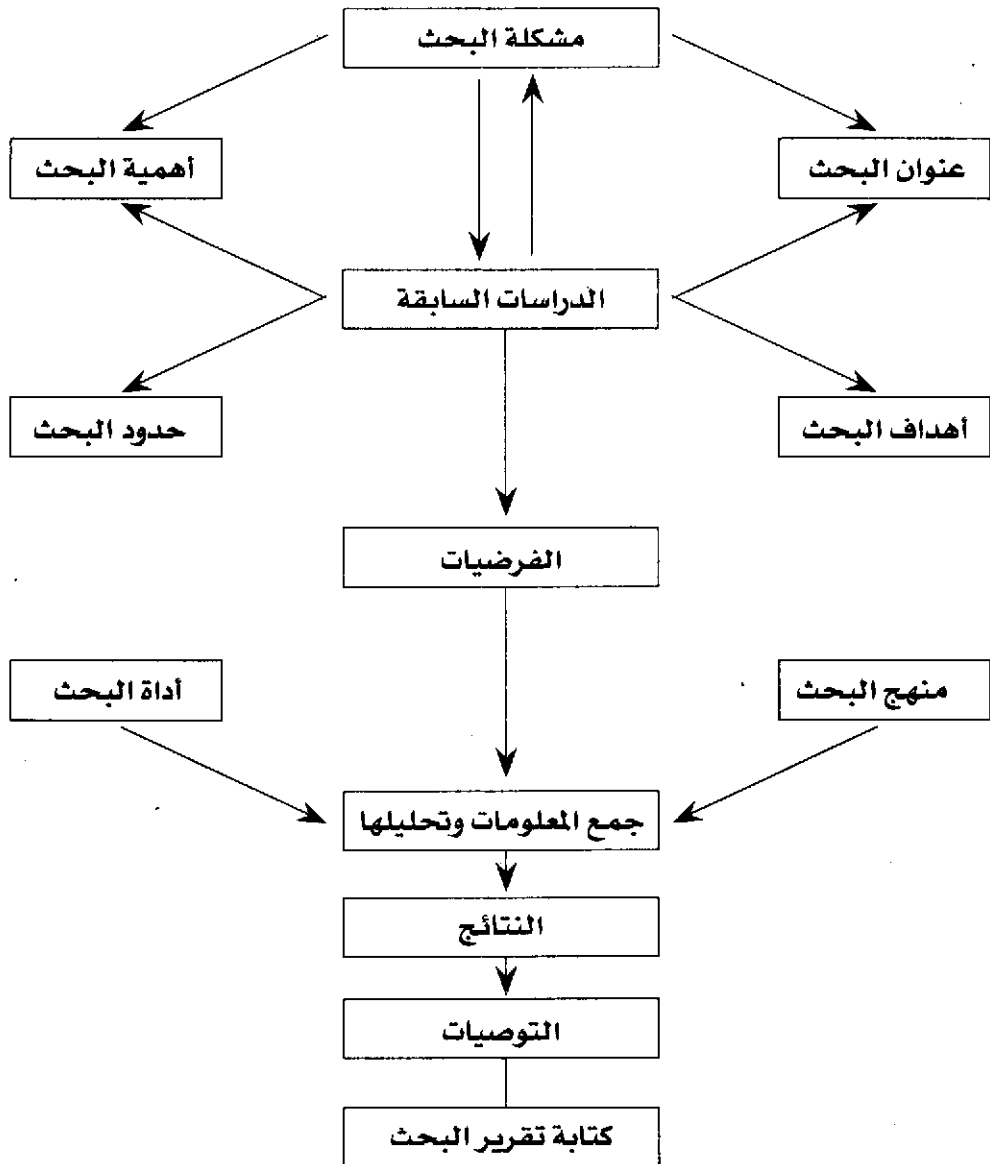 مشكلة البحث
عنوان البحث
أهمية البحث
الدراسات السابقة
أهداف البحث
حدود البحث
الفرضيات
منهج البحث
أداة البحث
جمع المعلومات وتحليلها
النتائج
التوصيات
كتابة تقرير البحث